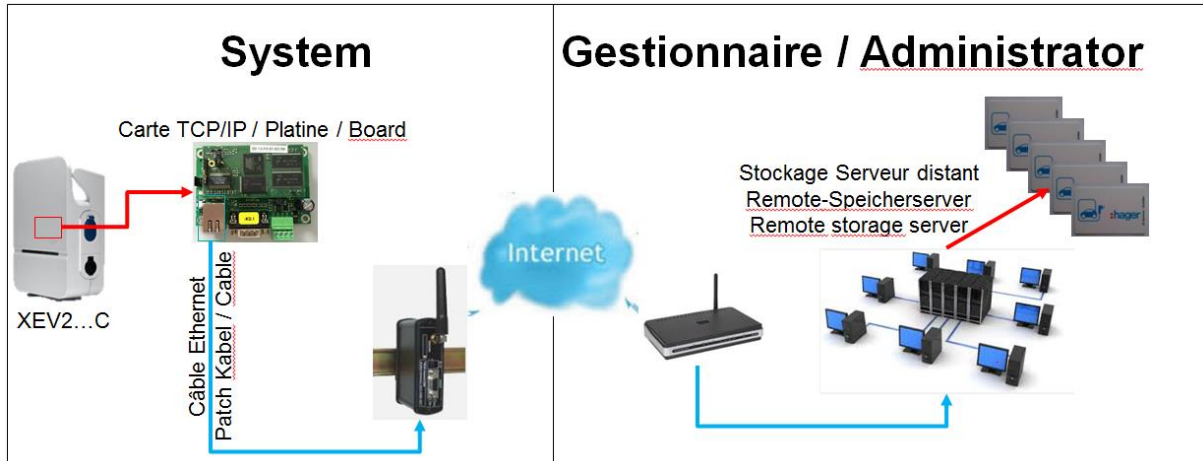 System
Gestionnaire / Administrator
Carte TCP/IP / Platine / Board
Stockage Serveur distant
Remote-Speicherserver
Remote storage server
:hager
Internet
XEV2...C
Câble Ethernet
Patch Kabel / Cable